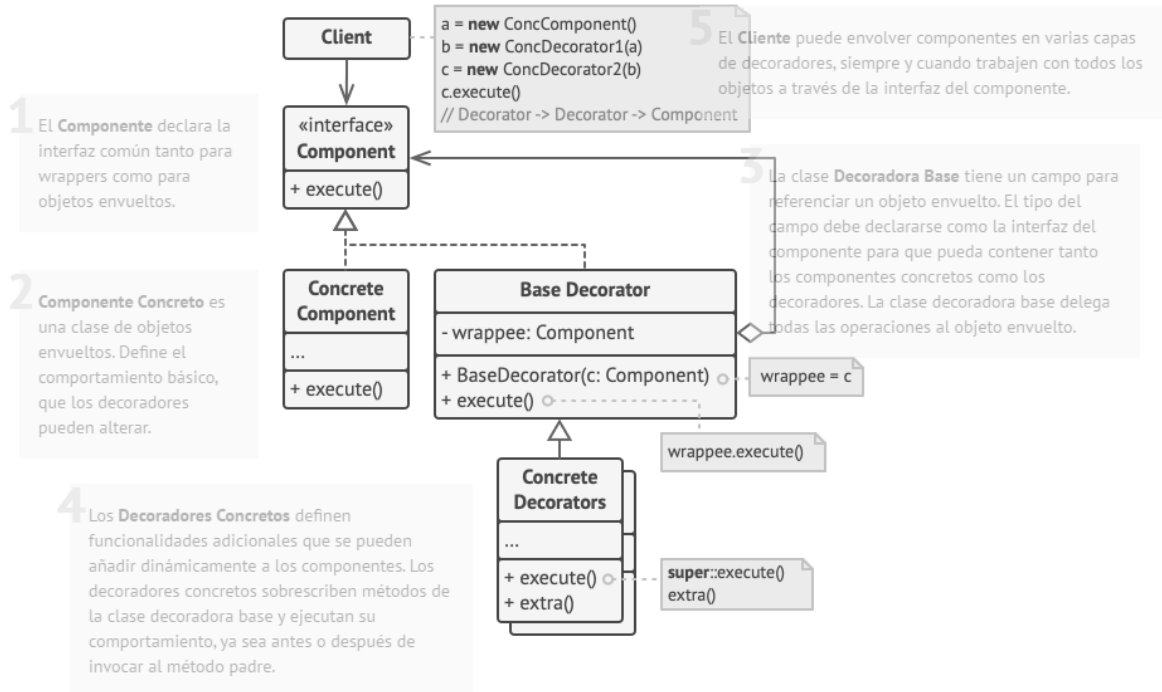 Client
a = new ConcComponent()
b = new ConcDecorator1(a)
c = new ConcDecorator2(b)
c.execute()
// Decorator -> Decorator -> Component
5
El Cliente puede envolver componentes en varias capas
de decoradores, siempre y cuando trabajen con todos los
objetos a través de la interfaz del componente.
1
El Componente declara la
interfaz común tanto para
wrappers como para
objetos envueltos.
«interface»
Component
+ execute()
3
La clase Decoradora Base tiene un campo para
referenciar un objeto envuelto. El tipo del
campo debe declararse como la interfaz del
componente para que pueda contener tanto
los componentes concretos como los
decoradores. La clase decoradora base delega
todas las operaciones al objeto envuelto.
2
Componente Concreto es
una clase de objetos
envueltos. Define el
comportamiento básico,
que los decoradores
pueden alterar.
Concrete
Component
...
+ execute()
Base Decorator
- wrappee: Component
+ BaseDecorator(c: Component)
+ execute()
wrappee = c
wrappee.execute()
4
Los Decoradores Concretos definen
funcionalidades adicionales que se pueden
añadir dinámicamente a los componentes. Los
decoradores concretos sobrescriben métodos de
la clase decoradora base y ejecutan su
comportamiento, ya sea antes o después de
invocar al método padre.
Concrete
Decorators
...
+ execute()
+ extra()
super::execute()
extra()